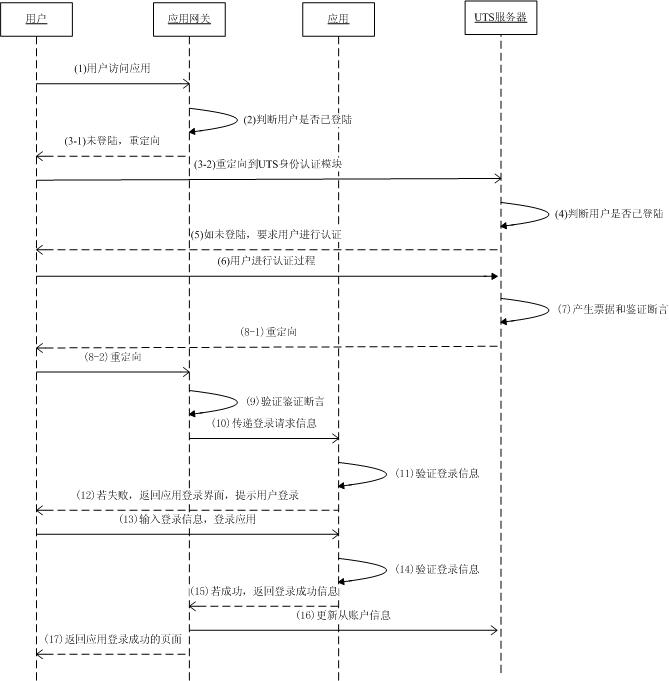 用户
应用网关
应用
UTS服务器
(1)用户访问应用
(2)判断用户是否已登陆
(3-1)未登陆，重定向
(3-2)重定向到UTS身份认证模块
(4)判断用户是否已登陆
(5)如未登陆，要求用户进行认证
(6)用户进行认证过程
(7)产生票据和鉴证断言
(8-1)重定向
(8-2)重定向
(9)验证鉴证断言
(10)传递登录请求信息
(11)验证登录信息
(12)若失败，返回应用登录界面，提示用户登录
(13)输入登录信息，登录应用
(14)验证登录信息
(15)若成功，返回登录成功信息
(16)更新从账户信息
(17)返回应用登录成功的页面